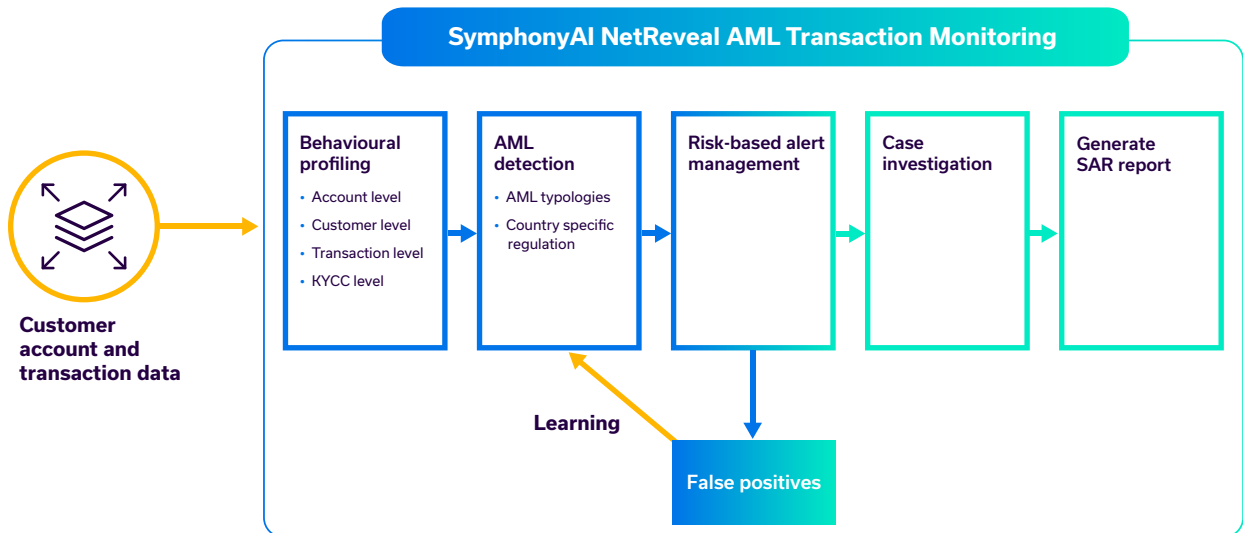 SymphonyAI NetReveal AML Transaction Monitoring
Customer
account and
transaction data
Behavioural
profiling
• Account level
• Customer level
• Transaction level
• KYCC level
AML
detection
• AML typologies
• Country specific
regulation
Risk-based alert
management
Case
investigation
Generate
SAR report
Learning
False positives